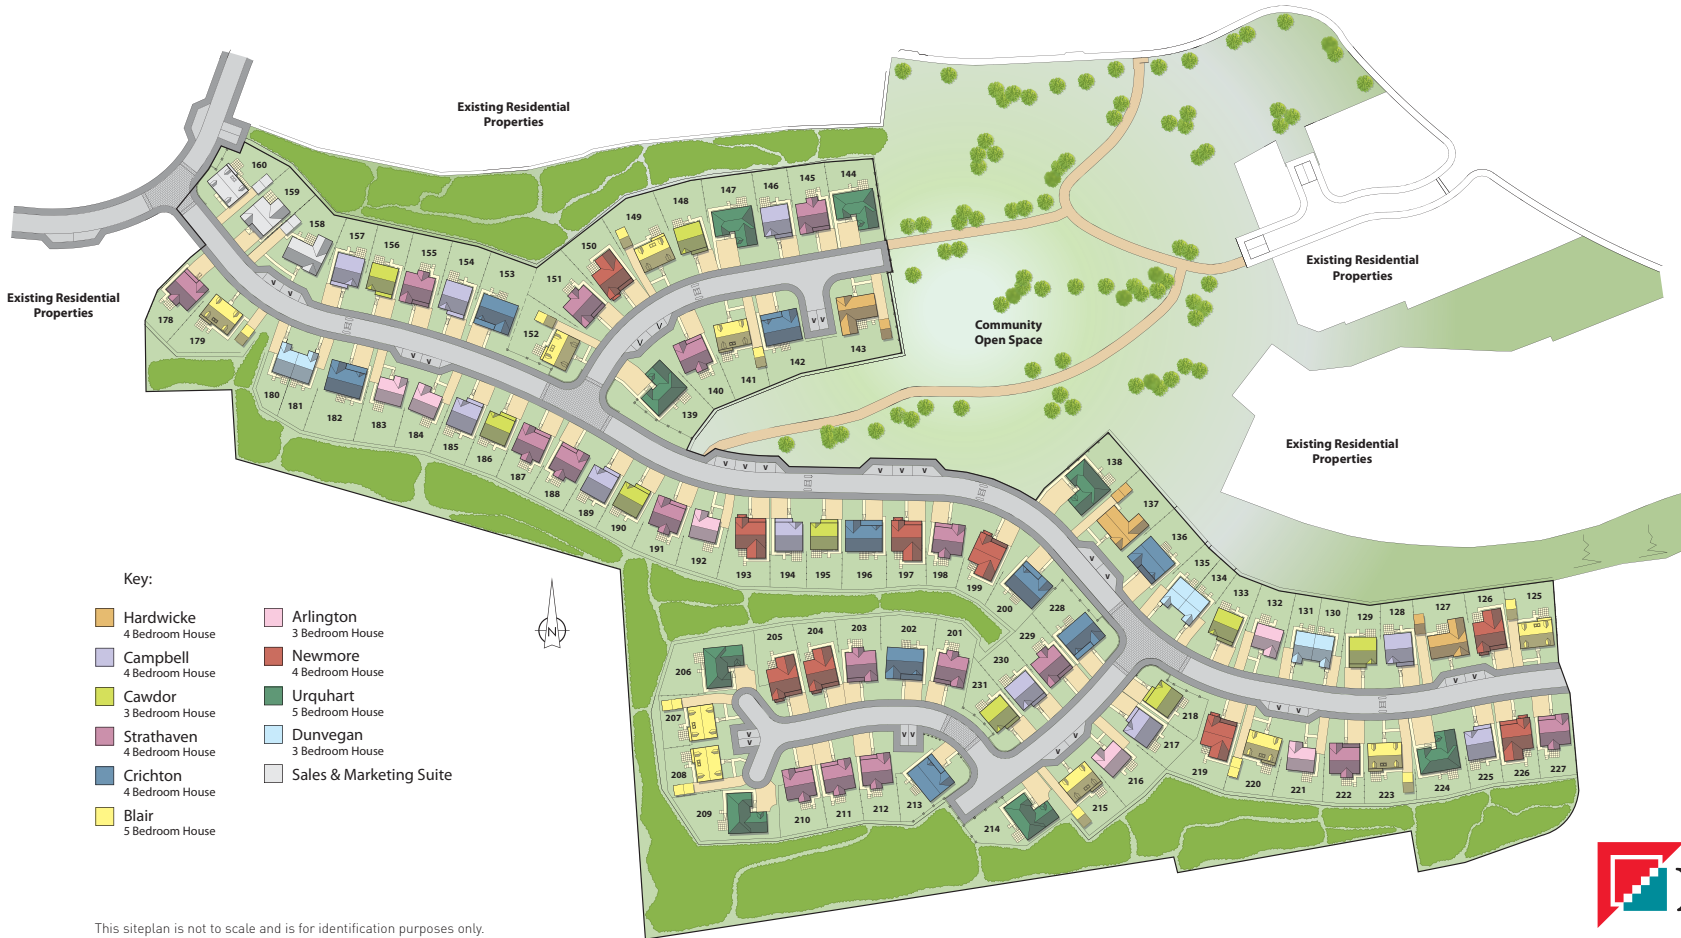 Existing Residential
Properties
160
159
158
157
156
155
154
153
152
151
150
149
148
147
146
145
144
Existing Residential
Properties
178
179
180
181
182
183
184
185
186
187
188
189
190
191
192
193
194
195
196
197
198
199
200
139
140
141
142
143
Community
Open Space
Existing Residential
Properties
Existing Residential
Properties
138
137
136
135
134
133
132
131
130
129
128
127
126
125
228
229
230
231
201
202
203
204
205
206
207
208
209
210
211
212
213
214
215
216
217
218
219
220
221
222
223
224
225
226
227
V V
V V
V
V V
V V V
V V V
V
V V
V V
V
V
V V
V V
N
Key:
Hardwicke
4 Bedroom House
Campbell
4 Bedroom House
Cawdor
3 Bedroom House
Strathaven
4 Bedroom House
Crichton
4 Bedroom House
Blair
5 Bedroom House
Arlington
3 Bedroom House
Newmore
4 Bedroom House
Urquhart
5 Bedroom House
Dunvegan
3 Bedroom House
Sales & Marketing Suite
This siteplan is not to scale and is for identification purposes only.